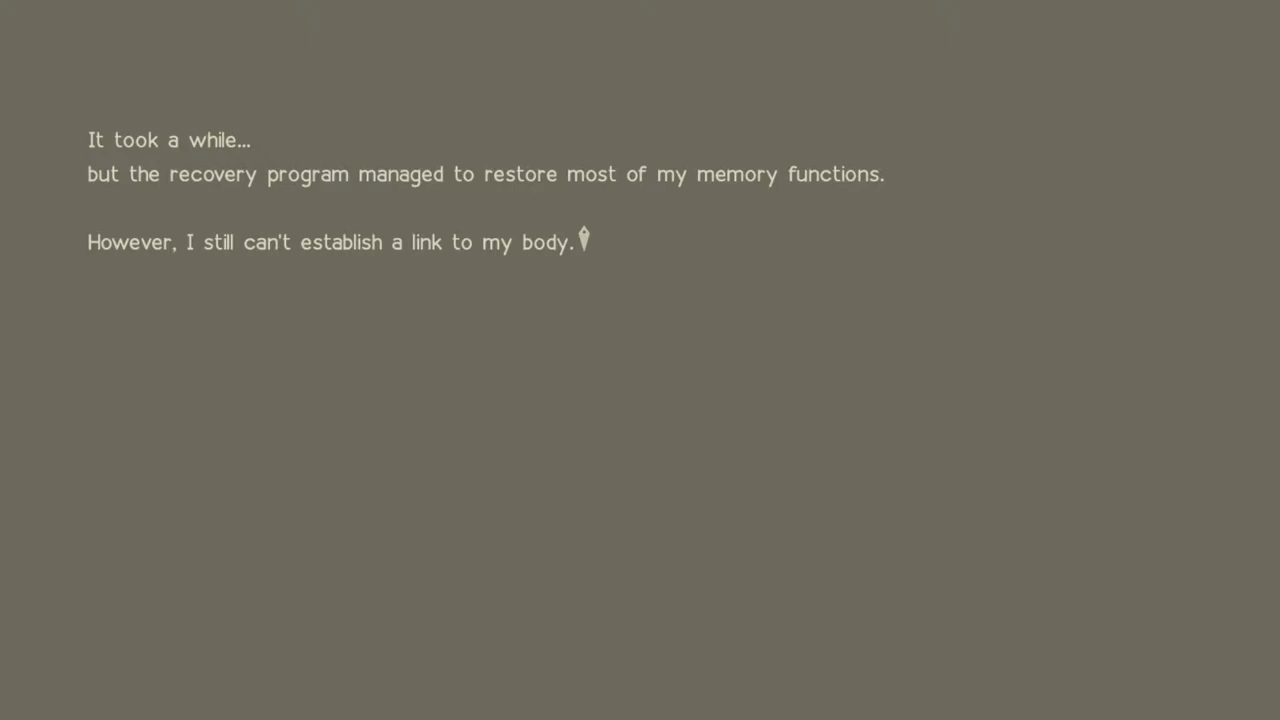 It took a while...
but the recovery program managed to restore most of my memory functions.
However, I still can't establish a link to my body.